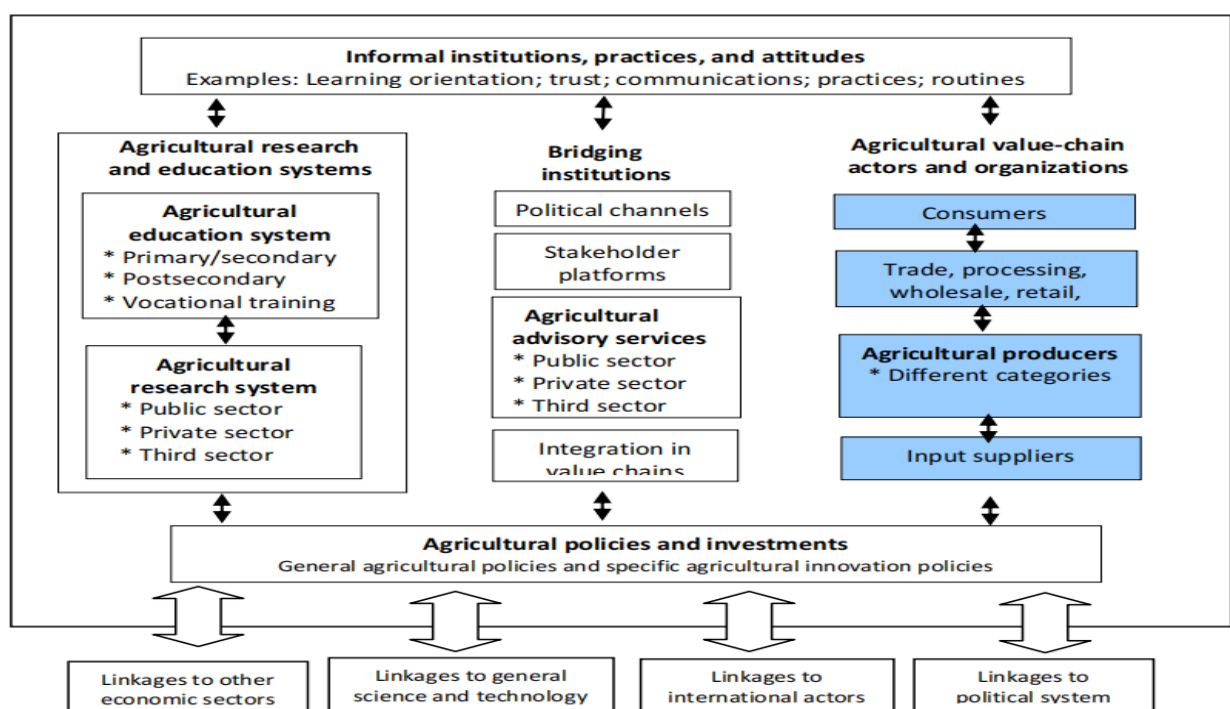 Informal institutions, practices, and attitudes
Examples: Learning orientation; trust; communications; practices; routines
Agricultural research
and education systems
Agricultural
education system
* Primary/secondary
* Postsecondary
* Vocational training
Agricultural
research system
* Public sector
* Private sector
* Third sector
Bridging
institutions
Political channels
Stakeholder
platforms
Agricultural
advisory services
* Public sector
* Private sector
* Third sector
Integration in
value chains
Agricultural value-chain
actors and organizations
Consumers
Trade, processing,
wholesale, retail,
Agricultural producers
* Different categories
Input suppliers
Agricultural policies and investments
General agricultural policies and specific agricultural innovation policies
Linkages to other
economic sectors
Linkages to general
science and technology
Linkages to
international actors
Linkages to
political system